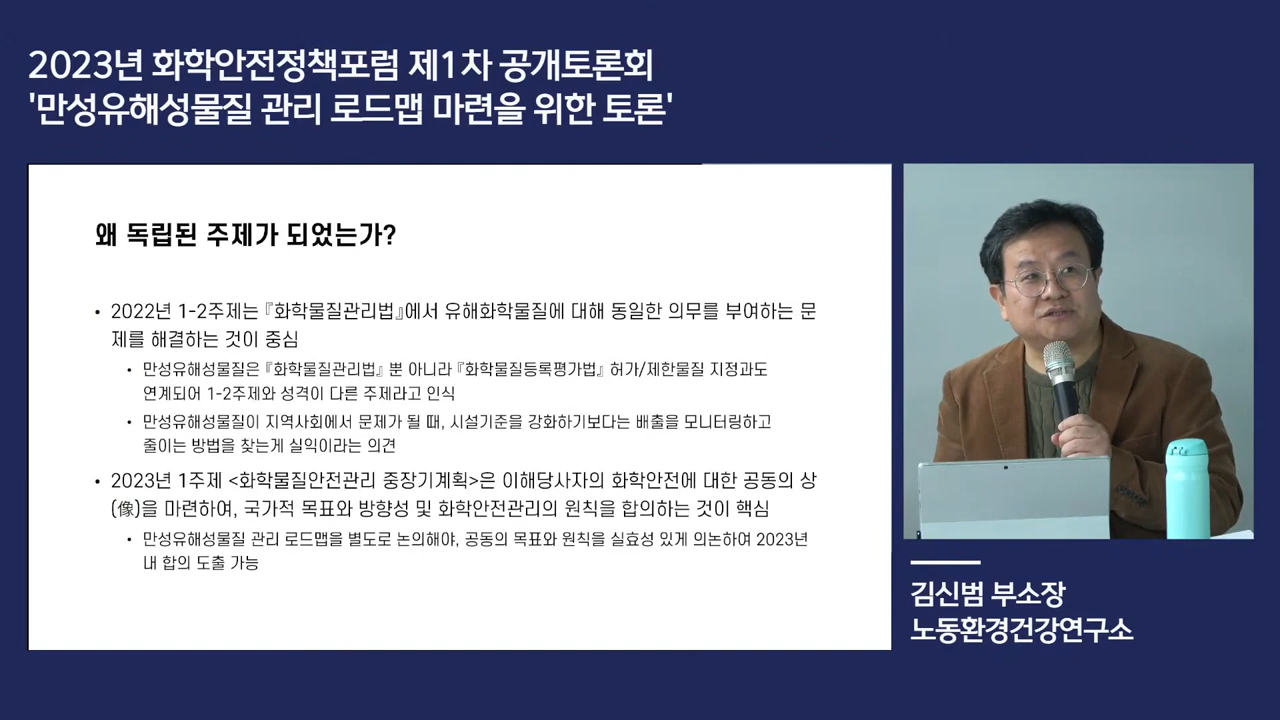 2023년 화학안전정책포럼 제1차 공개토론회
'만성유해성물질 관리 로드맵 마련을 위한 토론'
왜 독립된 주제가 되었는가?
• 2022년 1-2주제는 『화학물질관리법』에서 유해화학물질에 대해 동일한 의무를 부여하는 문
제를 해결하는 것이 중심
• 만성유해성물질은 『화학물질관리법』 뿐 아니라 『화학물질등록평가법』 허가/제한물질 지정과도
연계되어 1-2주제와 성격이 다른 주제라고 인식
• 만성유해성물질이 지역사회에서 문제가 될 때, 시설기준을 강화하기보다는 배출을 모니터링하고
줄이는 방법을 찾는게 실익이라는 의견
• 2023년 1주제 <화학물질안전관리 중장기계획>은 이해당사자의 화학안전에 대한 공동의 상
(像)을 마련하여, 국가적 목표와 방향성 및 화학안전관리의 원칙을 합의하는 것이 핵심
• 만성유해성물질 관리 로드맵을 별도로 논의해야, 공동의 목표와 원칙을 실효성 있게 의논하여 2023년
내 합의 도출 가능
김신범 부소장
노동환경건강연구소